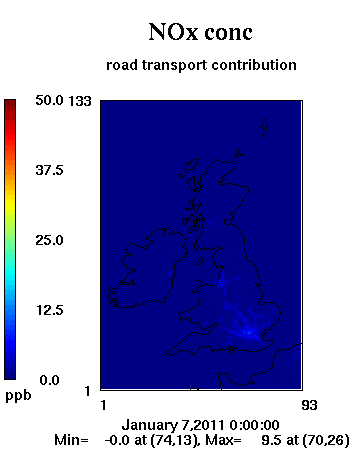 NOx conc
road transport contribution
50.0
133
37.5
25.0
12.5
0.0
1
ppb
1
93
January 7,2011 0:00:00
Min= -0.0 at (74,13), Max= 9.5 at (70,26)